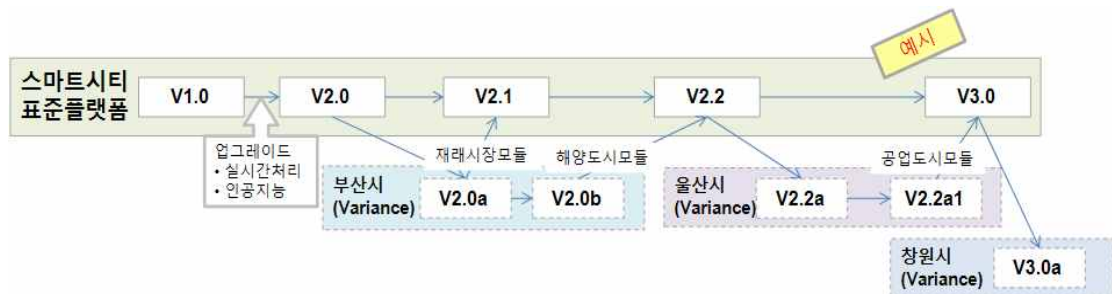 예시
스마트시티
표준플랫폼
V1.0
V2.0
V2.1
V2.2
V3.0
업그레이드
• 실시간처리
• 인공지능
재래시장모듈
해양도시모듈
공업도시모듈
부산시
(Variance)
V2.0a
V2.0b
울산시
(Variance)
V2.2a
V2.2a1
창원시
(Variance)
V3.0a